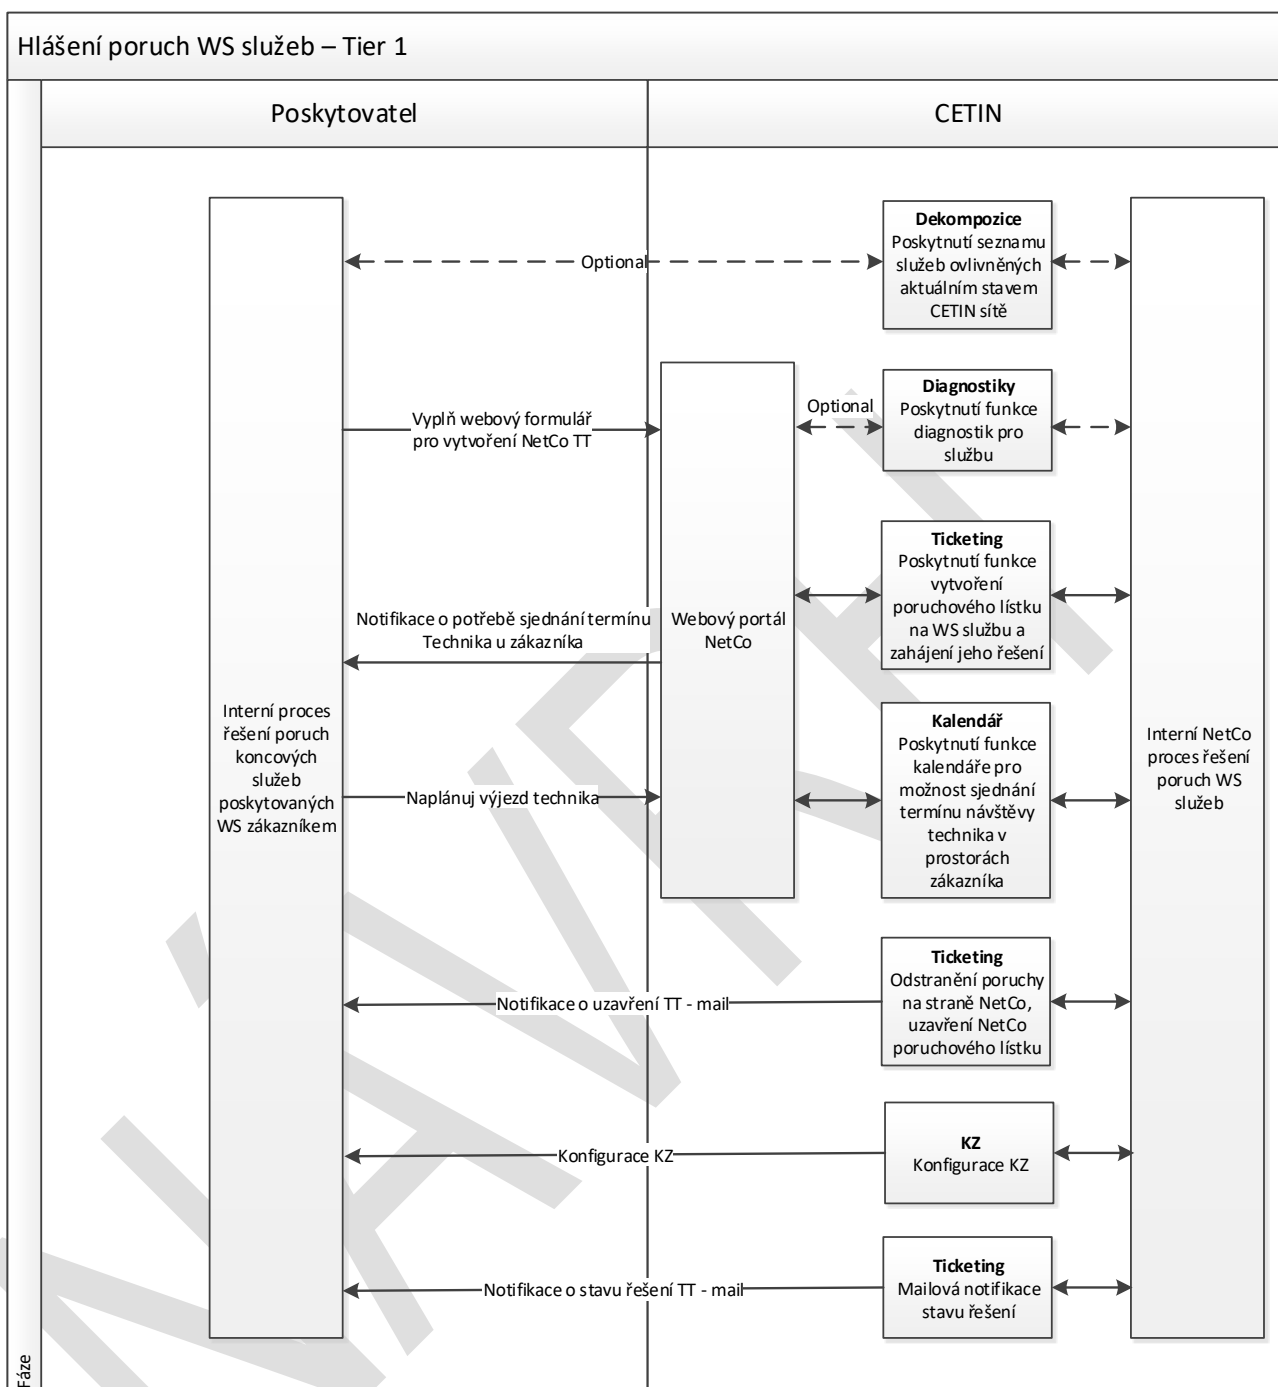 Hlášení poruch WS služeb – Tier 1
Poskytovatel
CETIN
Dekompozice
Poskytnutí seznamu
služeb ovlivněných
aktuálním stavem
CETIN sítě
Optional
Diagnostiky
Poskytnutí funkce
diagnostik pro
službu
Optional
Vyplň webový formulář
pro vytvoření NetCo TT
Ticketing
Poskytnutí funkce
vytvoření
poruchového lístku
na WS službu a
zahájení jeho řešení
Notifikace o potřebě sjednání termínu
Technika u zákazníka
Webový portál
NetCo
Interní proces
řešení poruch
koncových
služeb
poskytovaných
WS zákazníkem
Kalendář
Poskytnutí funkce
kalendáře pro
možnost sjednání
termínu návštěvy
technika v
prostorách
zákazníka
Interní NetCo
proces řešení
poruch WS
služeb
Naplánuj výjezd technika
Ticketing
Odstranění poruchy
na straně NetCo,
uzavření NetCo
poruchového lístku
Notifikace o uzavření TT - mail
KZ
Konfigurace KZ
Konfigurace KZ
Ticketing
Mailová notifikace
stavu řešení
Notifikace o stavu řešení TT - mail
Fáze
NÁVRH